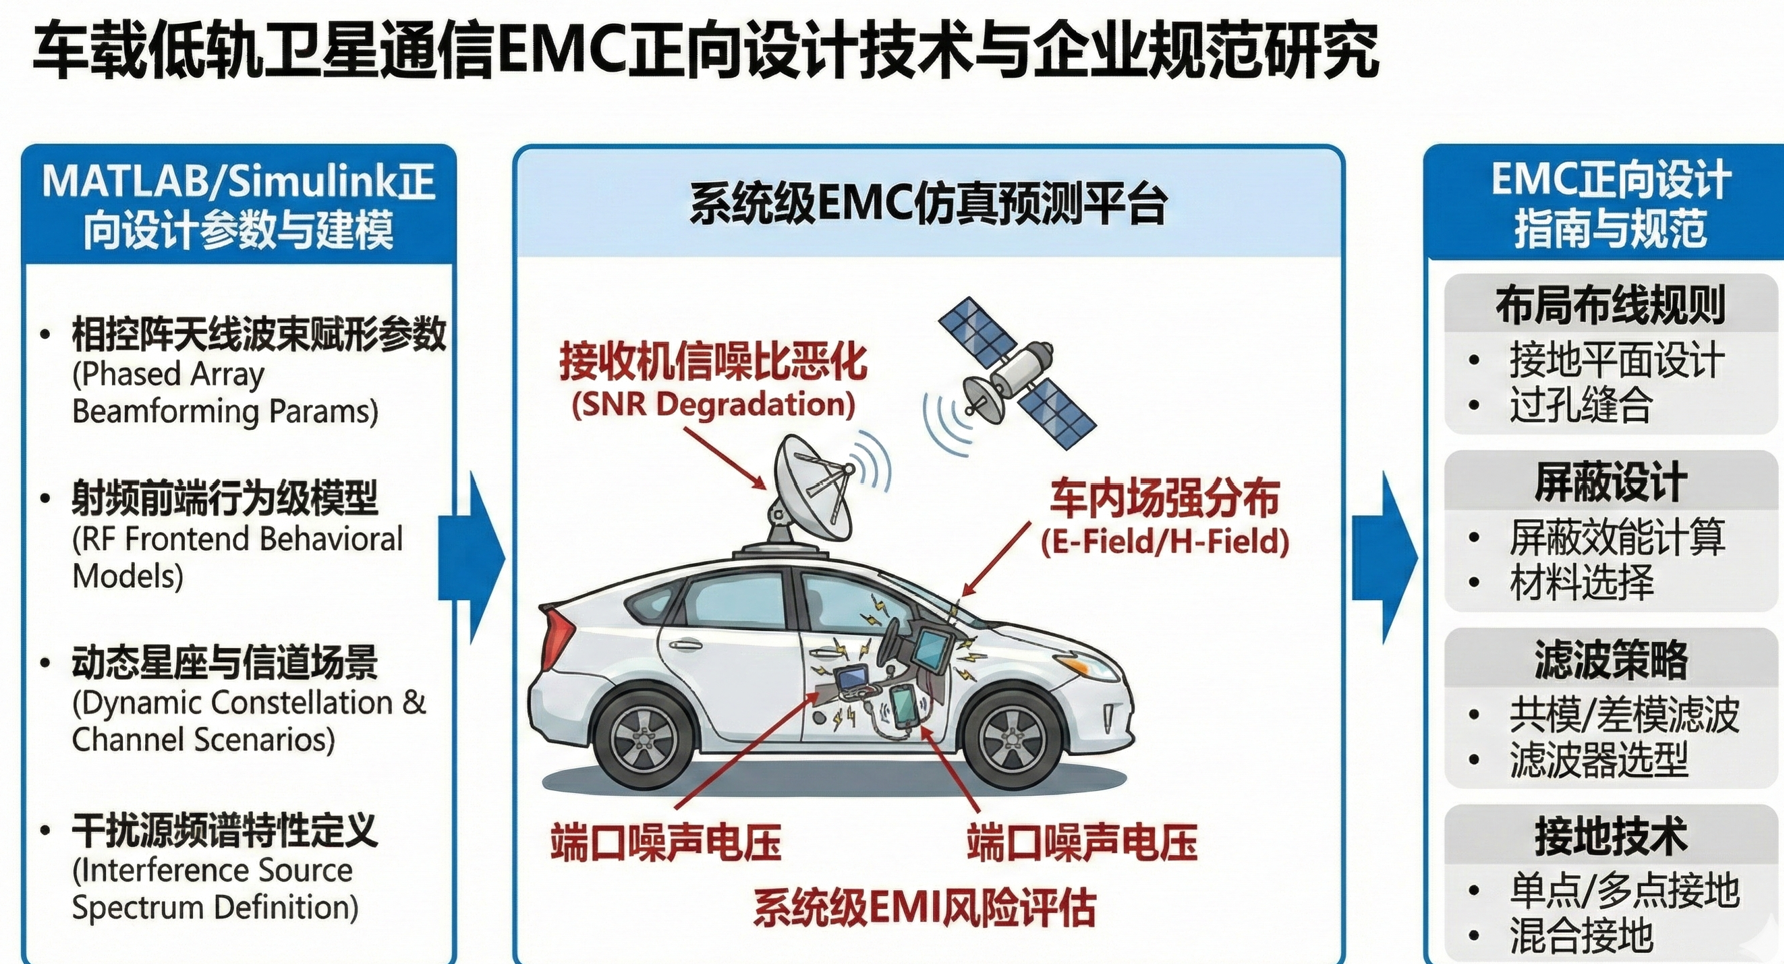 车载低轨卫星通信EMC正向设计技术与企业规范研究
MATLAB/Simulink正
向设计参数与建模
• 相控阵天线波束赋形参数
(Phased Array
Beamforming Params)
• 射频前端行为级模型
(RF Frontend Behavioral
Models)
• 动态星座与信道场景
(Dynamic Constellation &
Channel Scenarios)
• 干扰源频谱特性定义
(Interference Source
Spectrum Definition)
系统级EMC仿真预测平台
接收机信噪比恶化
(SNR Degradation)
车内场强分布
(E-Field/H-Field)
端口噪声电压
端口噪声电压
系统级EMI风险评估
EMC正向设计
指南与规范
布局布线规则
• 接地平面设计
• 过孔缝合
屏蔽设计
• 屏蔽效能计算
• 材料选择
滤波策略
• 共模/差模滤波
• 滤波器选型
接地技术
• 单点/多点接地
• 混合接地